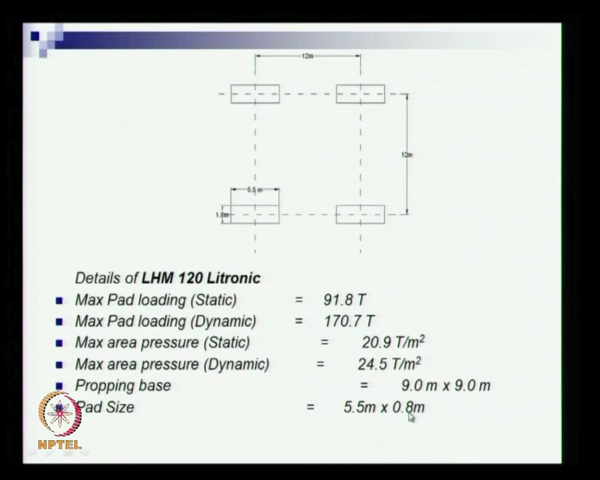 12m
12m
5.5 m
1.8m
Details of LHM 120 Litronic
Max Pad loading (Static) = 91.8 T
Max Pad loading (Dynamic) = 170.7 T
Max area pressure (Static) = 20.9 T/m²
Max area pressure (Dynamic) = 24.5 T/m²
Propping base = 9.0 m x 9.0 m
Pad Size = 5.5m x 0.8m
NPTEL